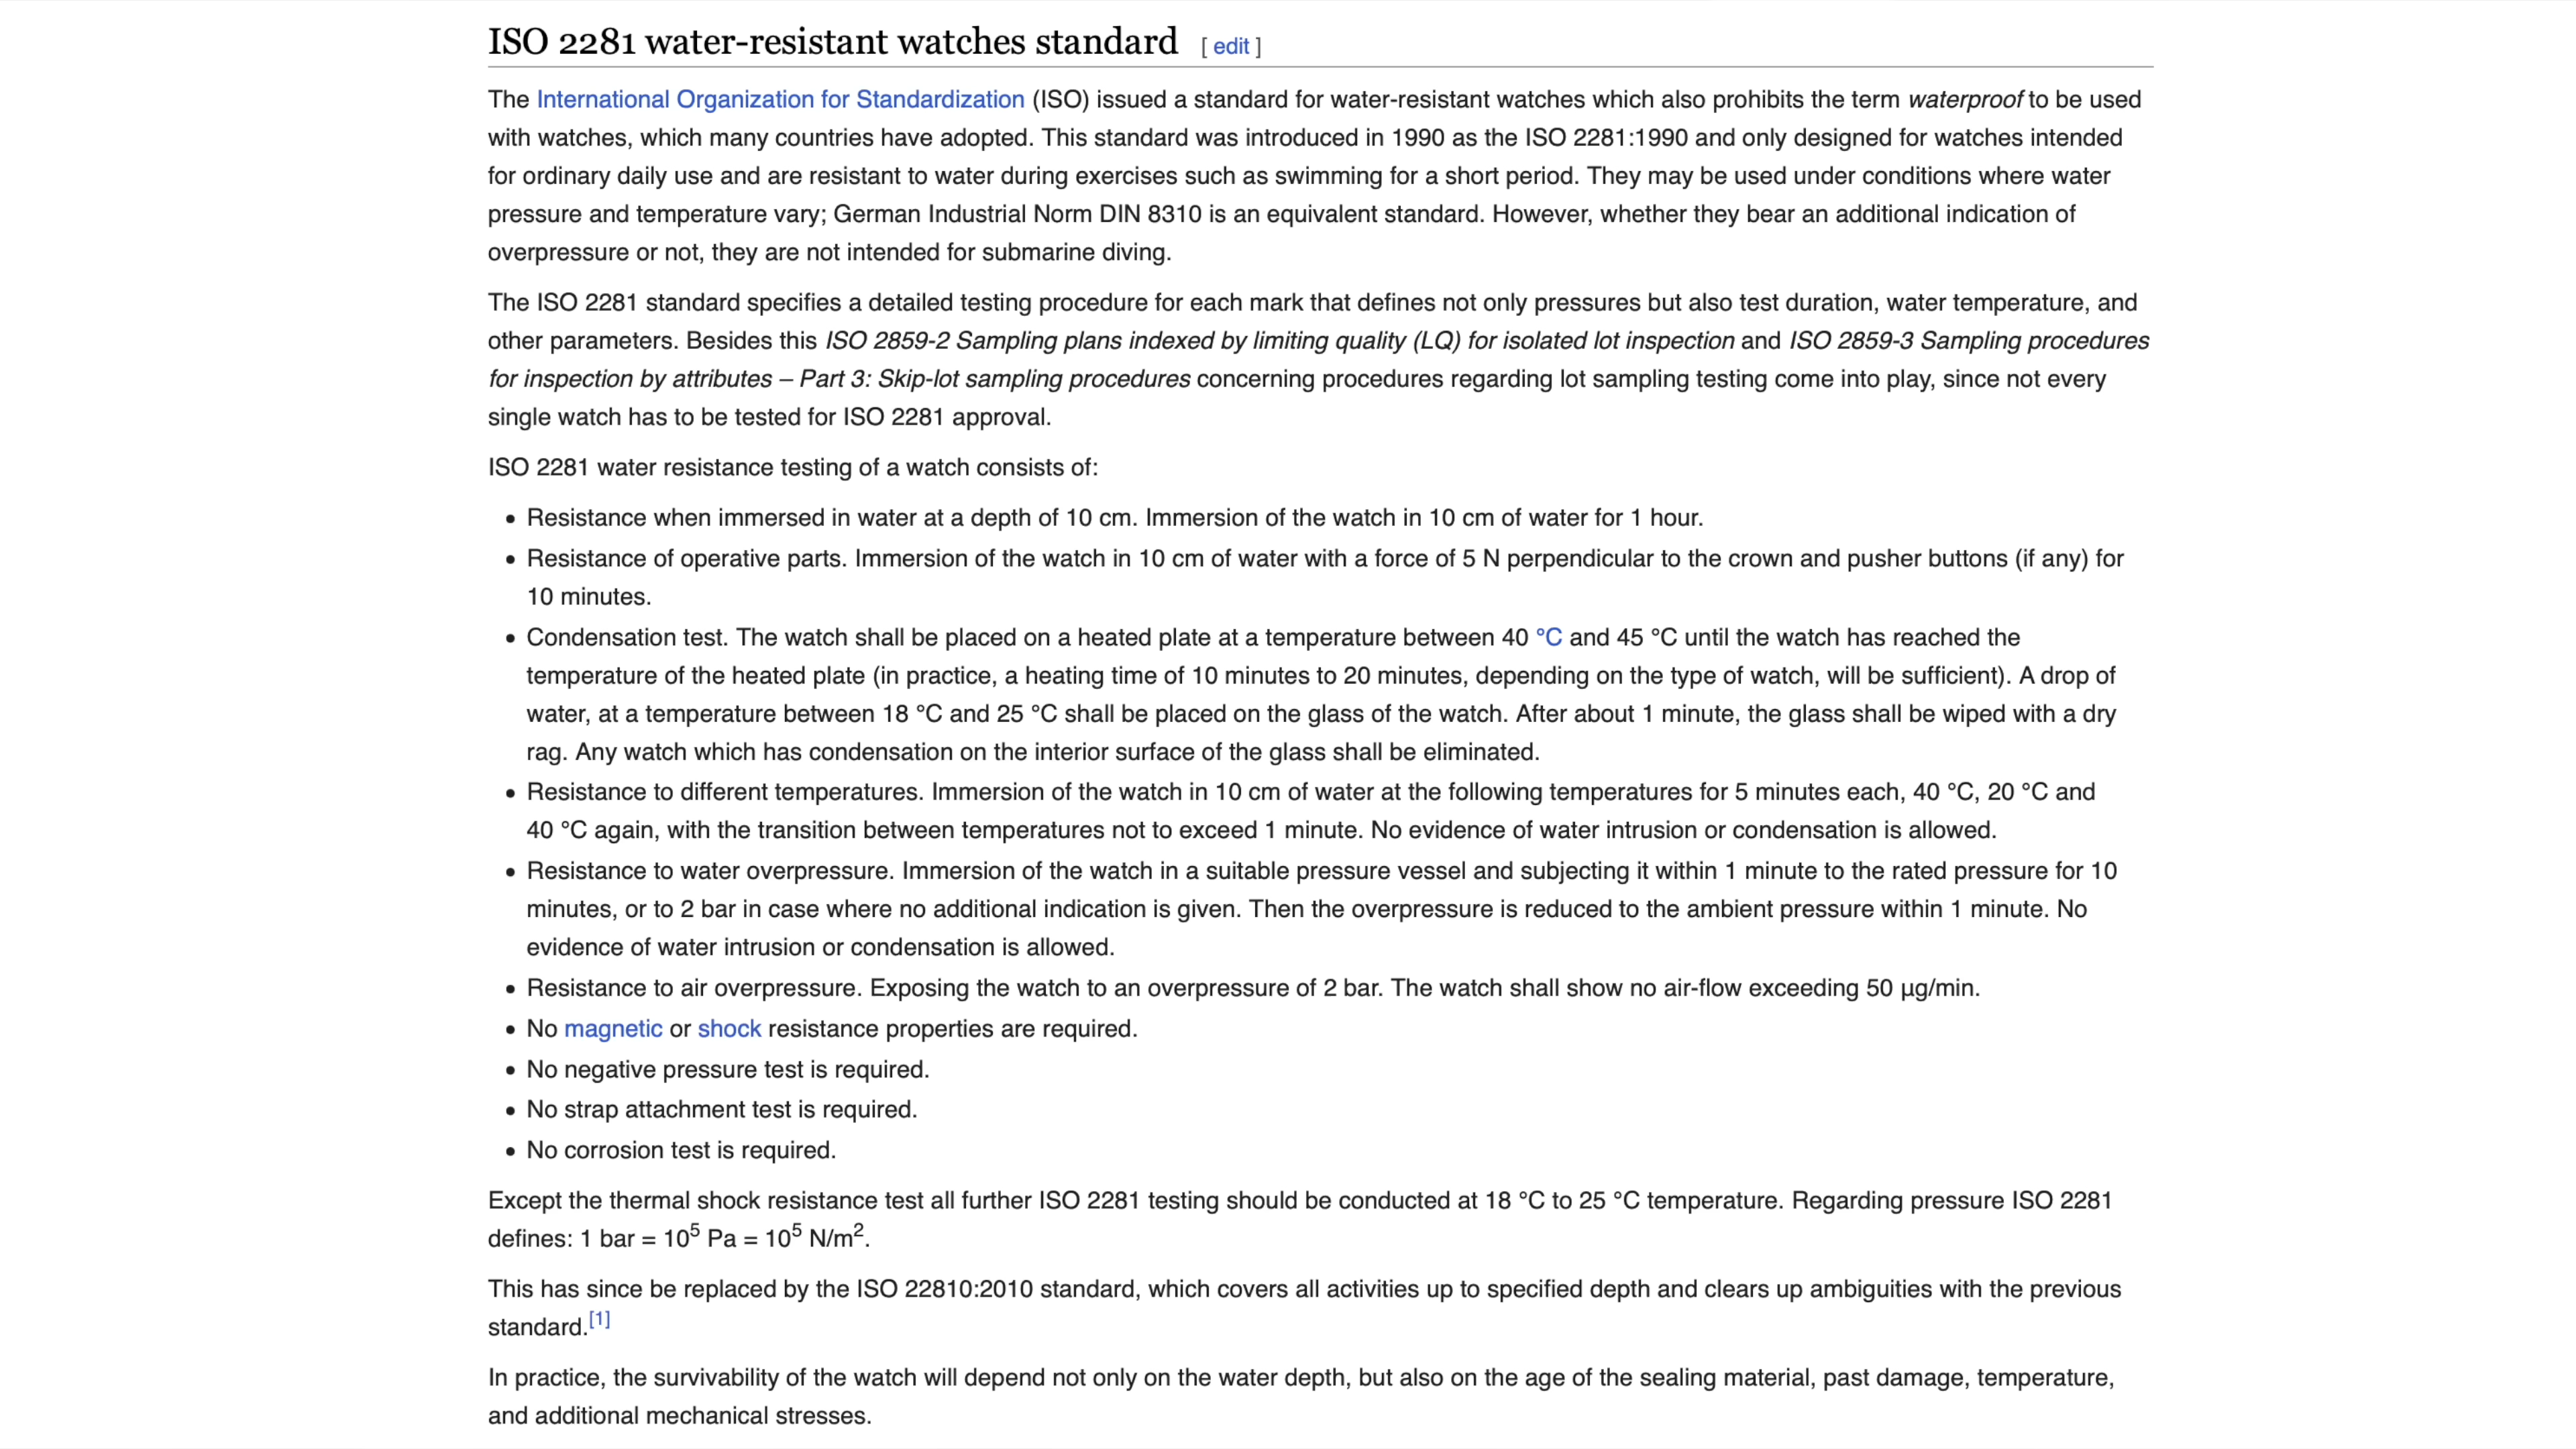 ISO 2281 water-resistant watches standard [ edit ]
The International Organization for Standardization (ISO) issued a standard for water-resistant watches which also prohibits the term waterproof to be used
with watches, which many countries have adopted. This standard was introduced in 1990 as the ISO 2281:1990 and only designed for watches intended
for ordinary daily use and are resistant to water during exercises such as swimming for a short period. They may be used under conditions where water
pressure and temperature vary; German Industrial Norm DIN 8310 is an equivalent standard. However, whether they bear an additional indication of
overpressure or not, they are not intended for submarine diving.
The ISO 2281 standard specifies a detailed testing procedure for each mark that defines not only pressures but also test duration, water temperature, and
other parameters. Besides this ISO 2859-2 Sampling plans indexed by limiting quality (LQ) for isolated lot inspection and ISO 2859-3 Sampling procedures
for inspection by attributes – Part 3: Skip-lot sampling procedures concerning procedures regarding lot sampling testing come into play, since not every
single watch has to be tested for ISO 2281 approval.
ISO 2281 water resistance testing of a watch consists of:
• Resistance when immersed in water at a depth of 10 cm. Immersion of the watch in 10 cm of water for 1 hour.
• Resistance of operative parts. Immersion of the watch in 10 cm of water with a force of 5 N perpendicular to the crown and pusher buttons (if any) for
10 minutes.
• Condensation test. The watch shall be placed on a heated plate at a temperature between 40 °C and 45 °C until the watch has reached the
temperature of the heated plate (in practice, a heating time of 10 minutes to 20 minutes, depending on the type of watch, will be sufficient). A drop of
water, at a temperature between 18 °C and 25 °C shall be placed on the glass of the watch. After about 1 minute, the glass shall be wiped with a dry
rag. Any watch which has condensation on the interior surface of the glass shall be eliminated.
• Resistance to different temperatures. Immersion of the watch in 10 cm of water at the following temperatures for 5 minutes each, 40 °C, 20 °C and
40 °C again, with the transition between temperatures not to exceed 1 minute. No evidence of water intrusion or condensation is allowed.
• Resistance to water overpressure. Immersion of the watch in a suitable pressure vessel and subjecting it within 1 minute to the rated pressure for 10
minutes, or to 2 bar in case where no additional indication is given. Then the overpressure is reduced to the ambient pressure within 1 minute. No
evidence of water intrusion or condensation is allowed.
• Resistance to air overpressure. Exposing the watch to an overpressure of 2 bar. The watch shall show no air-flow exceeding 50 μg/min.
• No magnetic or shock resistance properties are required.
• No negative pressure test is required.
• No strap attachment test is required.
• No corrosion test is required.
Except the thermal shock resistance test all further ISO 2281 testing should be conducted at 18 °C to 25 °C temperature. Regarding pressure ISO 2281
defines: 1 bar = 10⁵ Pa = 10⁵ N/m².
This has since be replaced by the ISO 22810:2010 standard, which covers all activities up to specified depth and clears up ambiguities with the previous
standard.[1]
In practice, the survivability of the watch will depend not only on the water depth, but also on the age of the sealing material, past damage, temperature,
and additional mechanical stresses.